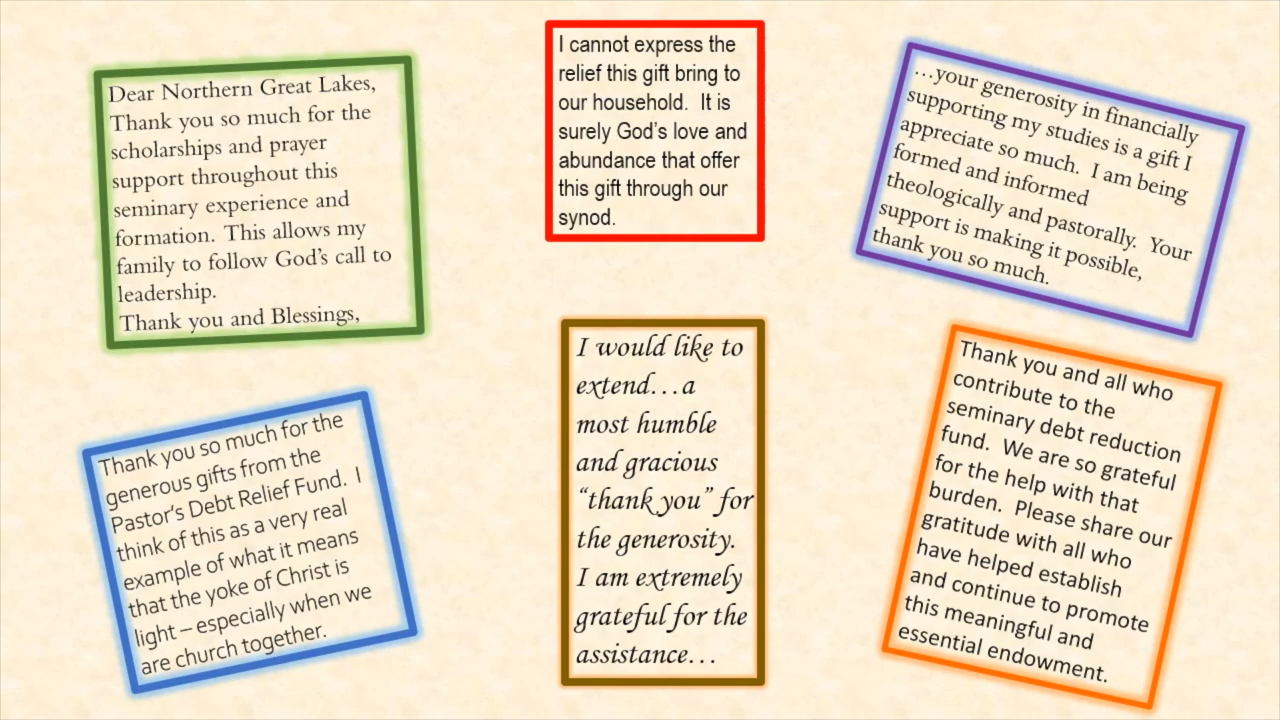 Dear Northern Great Lakes,
Thank you so much for the
scholarships and prayer
support throughout this
seminary experience and
formation. This allows my
family to follow God's call to
leadership.
Thank you and Blessings,
I cannot express the
relief this gift bring to
our household. It is
surely God's love and
abundance that offer
this gift through our
synod.
…your generosity in financially
supporting my studies is a gift I
appreciate so much. I am being
formed and informed
theologically and pastorally. Your
support is making it possible,
thank you so much.
Thank you so much for the
generous gifts from the
Pastor's Debt Relief Fund. I
think of this as a very real
example of what it means
that the yoke of Christ is
light – especially when we
are church together.
I would like to
extend…a
most humble
and gracious
“thank you” for
the generosity.
I am extremely
grateful for the
assistance…
Thank you and all who
contribute to the
seminary debt reduction
fund. We are so grateful
for the help with that
burden. Please share our
gratitude with all who
have helped establish
and continue to promote
this meaningful and
essential endowment.